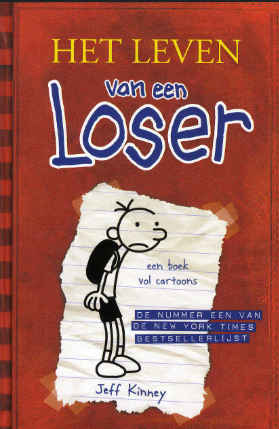 HET LEVEN
van een
Loser
een boek
vol cartoons
DE NUMMER EEN VAN
DE NEW YORK TIMES
BESTSELLERLIJST
Jeff Kinney